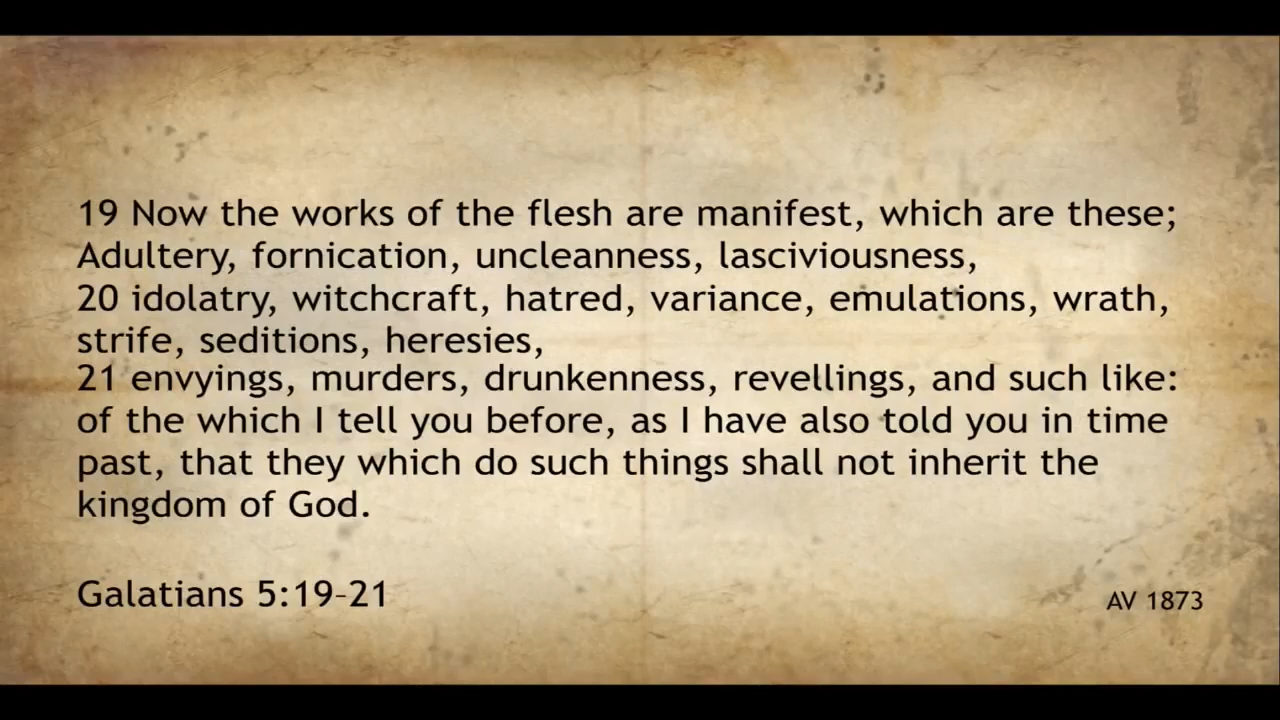 19 Now the works of the flesh are manifest, which are these;
Adultery, fornication, uncleanness, lasciviousness,
20 idolatry, witchcraft, hatred, variance, emulations, wrath,
strife, seditions, heresies,
21 envyings, murders, drunkenness, revellings, and such like:
of the which I tell you before, as I have also told you in time
past, that they which do such things shall not inherit the
kingdom of God.
Galatians 5:19–21
AV 1873